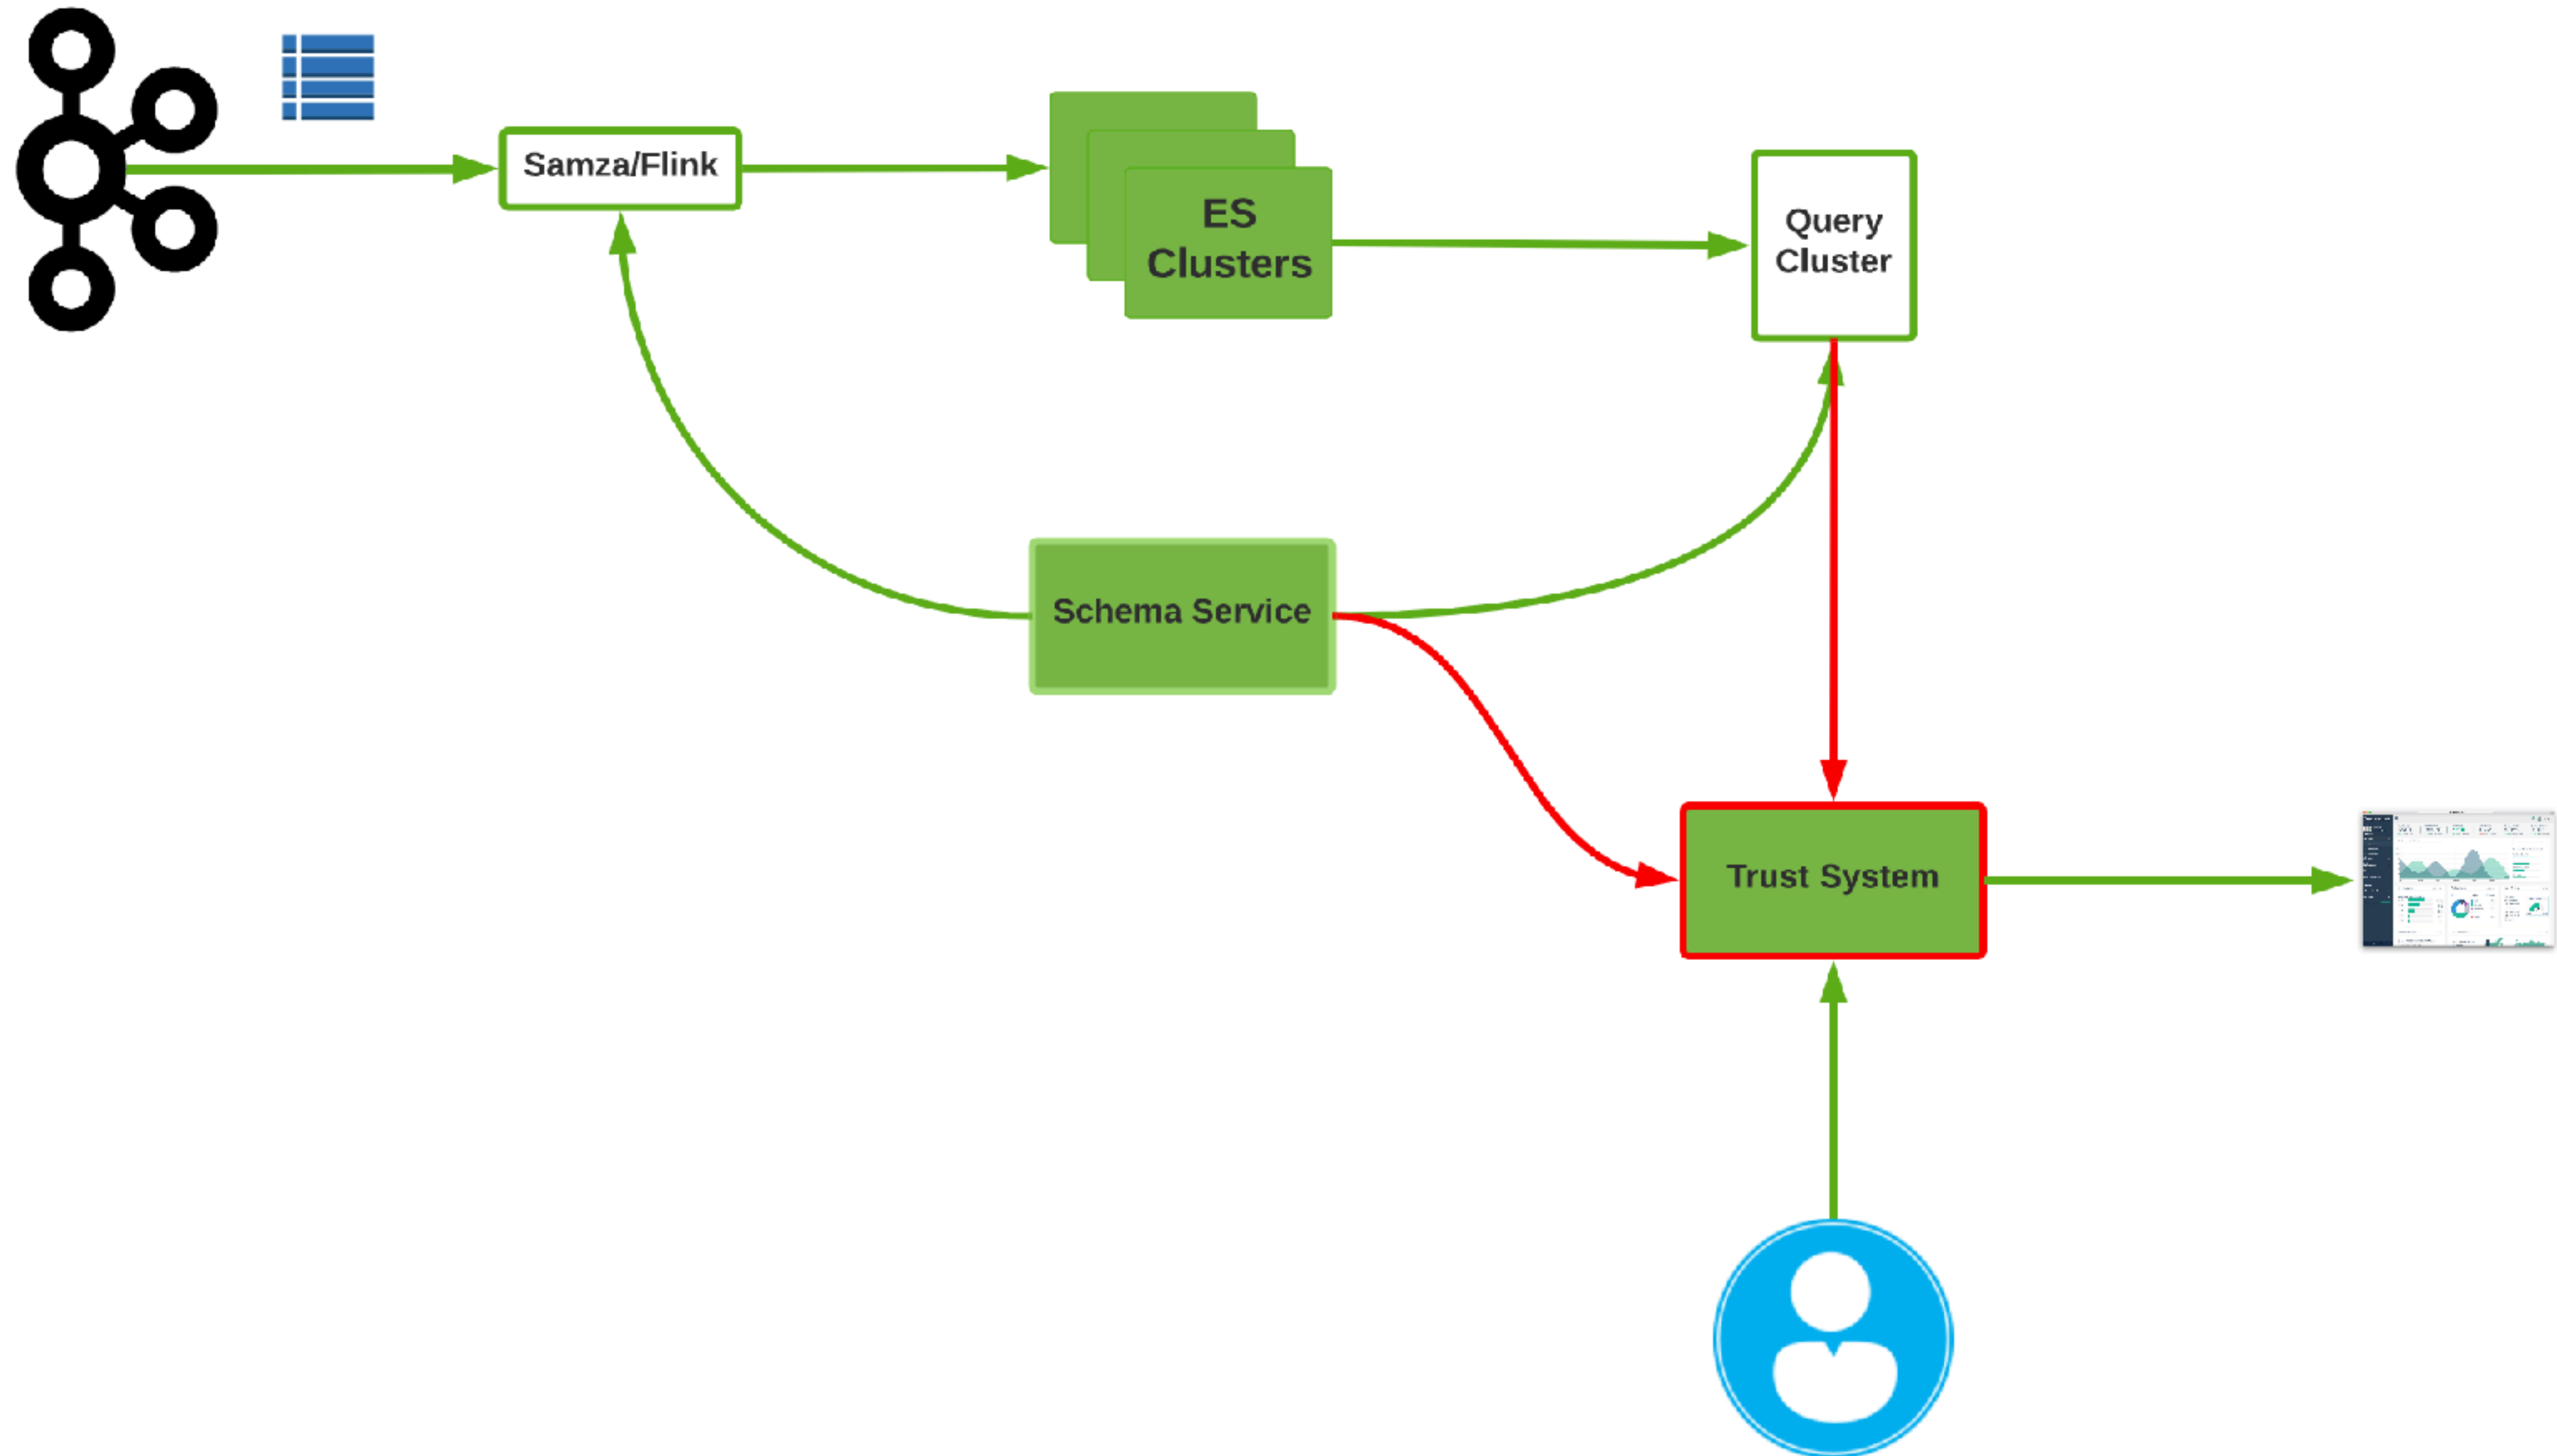 Samza/Flink
ES
Clusters
Query
Cluster
Schema Service
Trust System